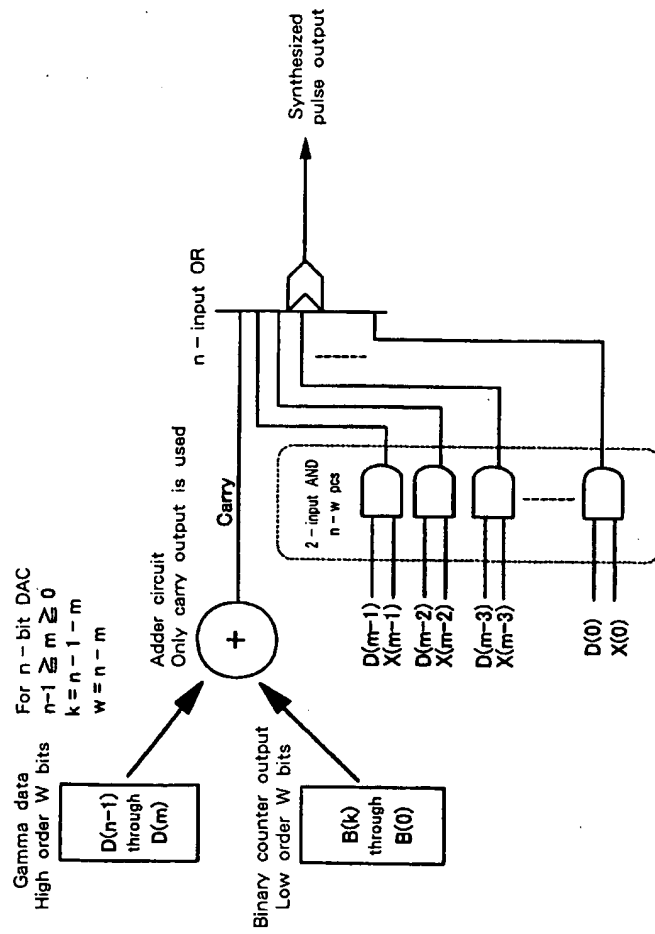 For n-bit DAC
n-1 ≧ m ≧ 0
k = n-1-m
w = n-m
Gamma data
High order W bits
D(n-1)
through
D(m)
Binary counter output
Low order W bits
B(k)
through
B(0)
Adder circuit
Only carry output is used
+
Carry
n-input OR
Synthesized
pulse output
2-input AND
n-w pcs
D(m-1)
X(m-1)
D(m-2)
X(m-2)
D(m-3)
X(m-3)
D(0)
X(0)